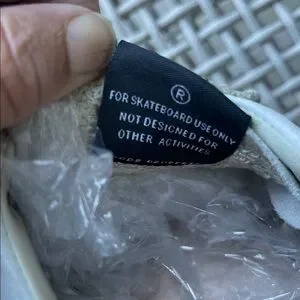 ®
FOR SKATEBOARD USE ONLY
NOT DESIGNED FOR
OTHER ACTIVITIES